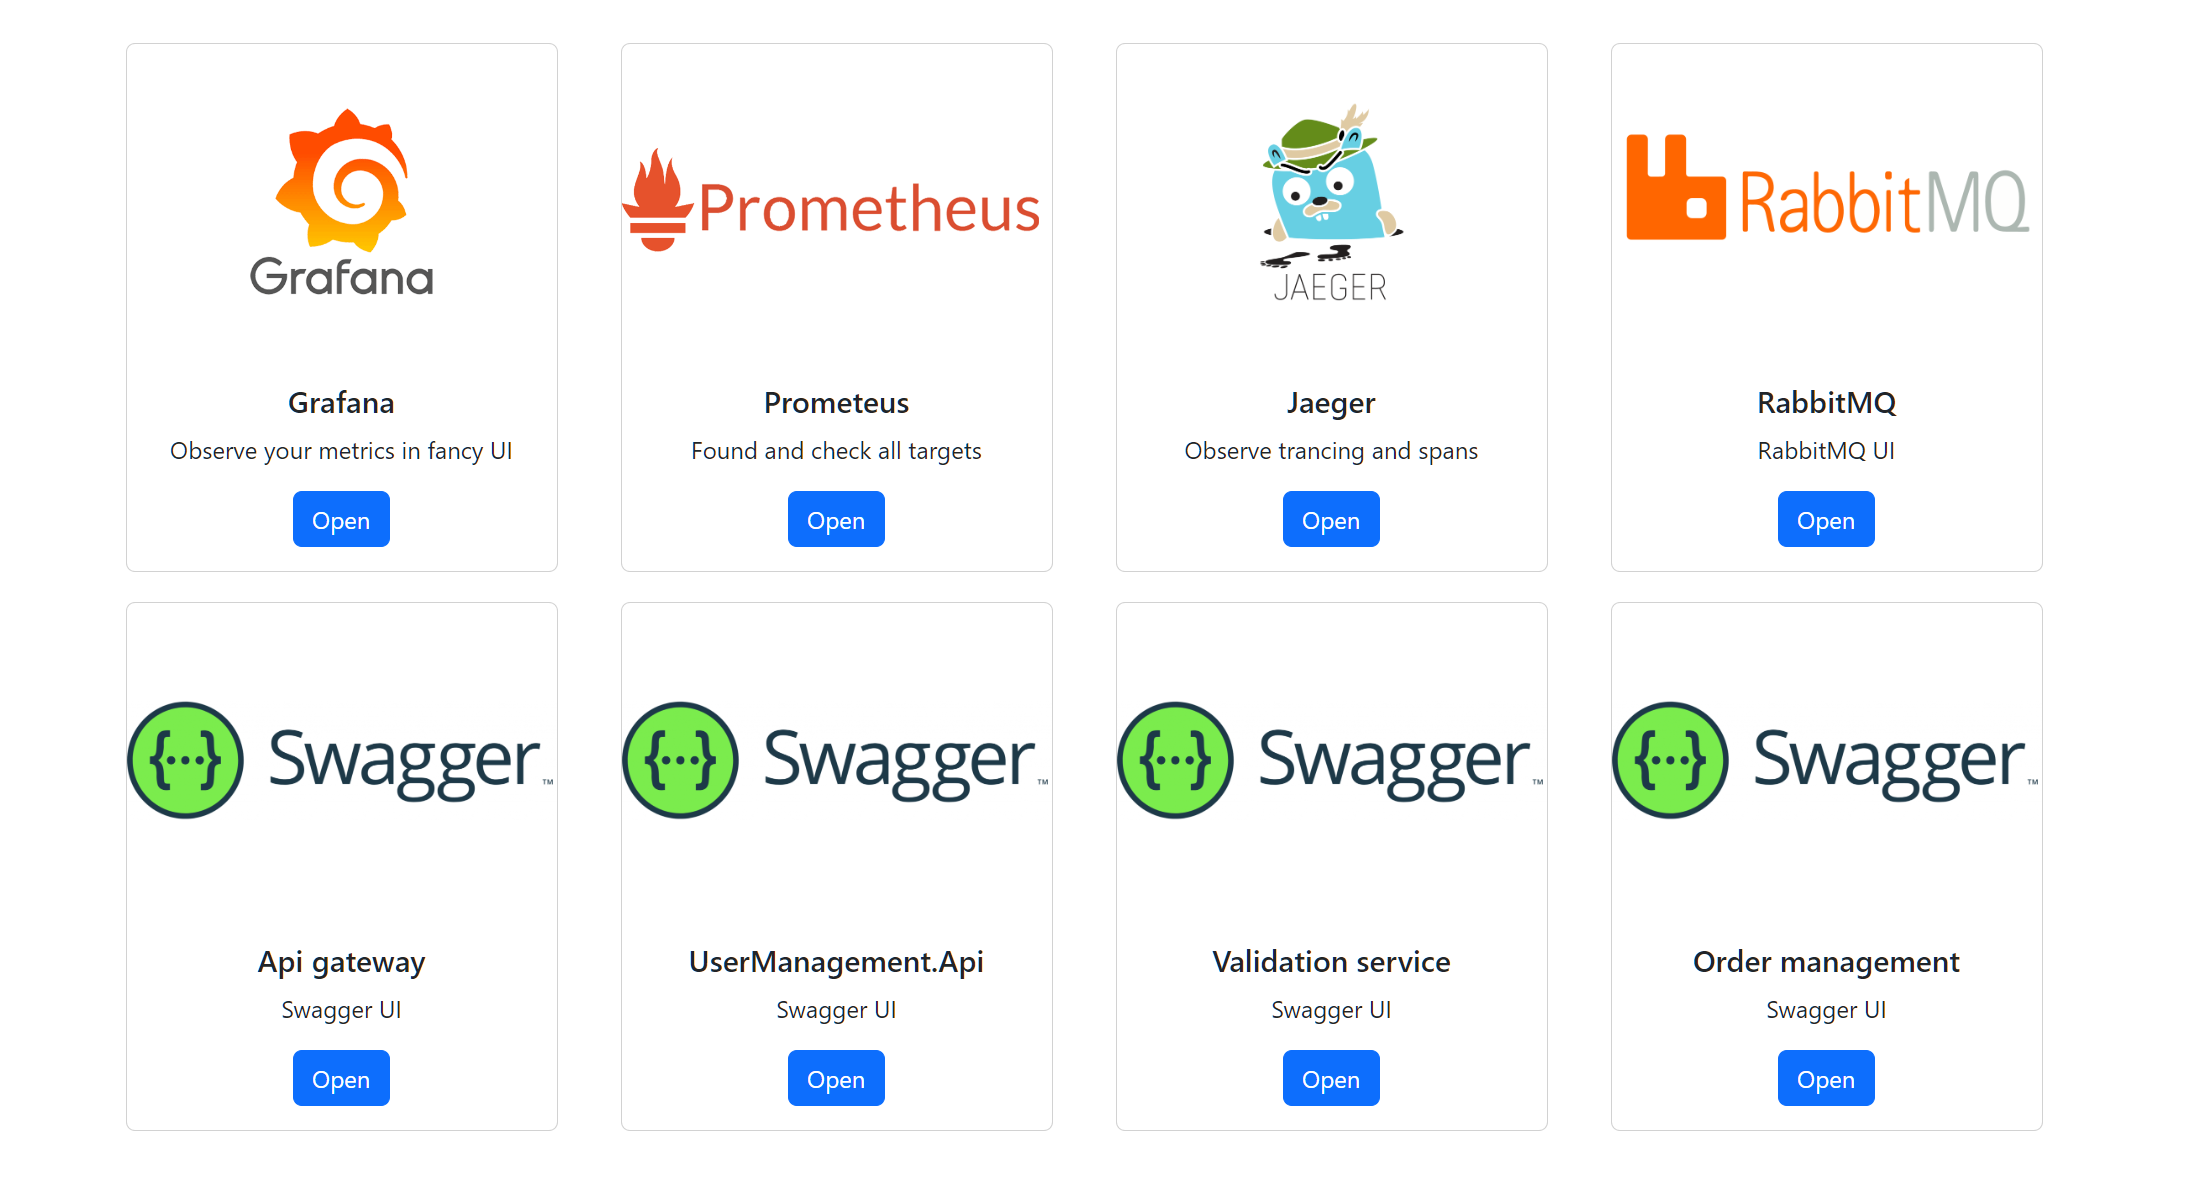 Grafana
Prometheus
JAEGER
RabbitMQ
Grafana
Prometeus
Jaeger
RabbitMQ
Observe your metrics in fancy UI
Found and check all targets
Observe trancing and spans
RabbitMQ UI
Open
Open
Open
Open
{···} Swagger™
{···} Swagger™
{···} Swagger™
{···} Swagger™
Api gateway
UserManagement.Api
Validation service
Order management
Swagger UI
Swagger UI
Swagger UI
Swagger UI
Open
Open
Open
Open